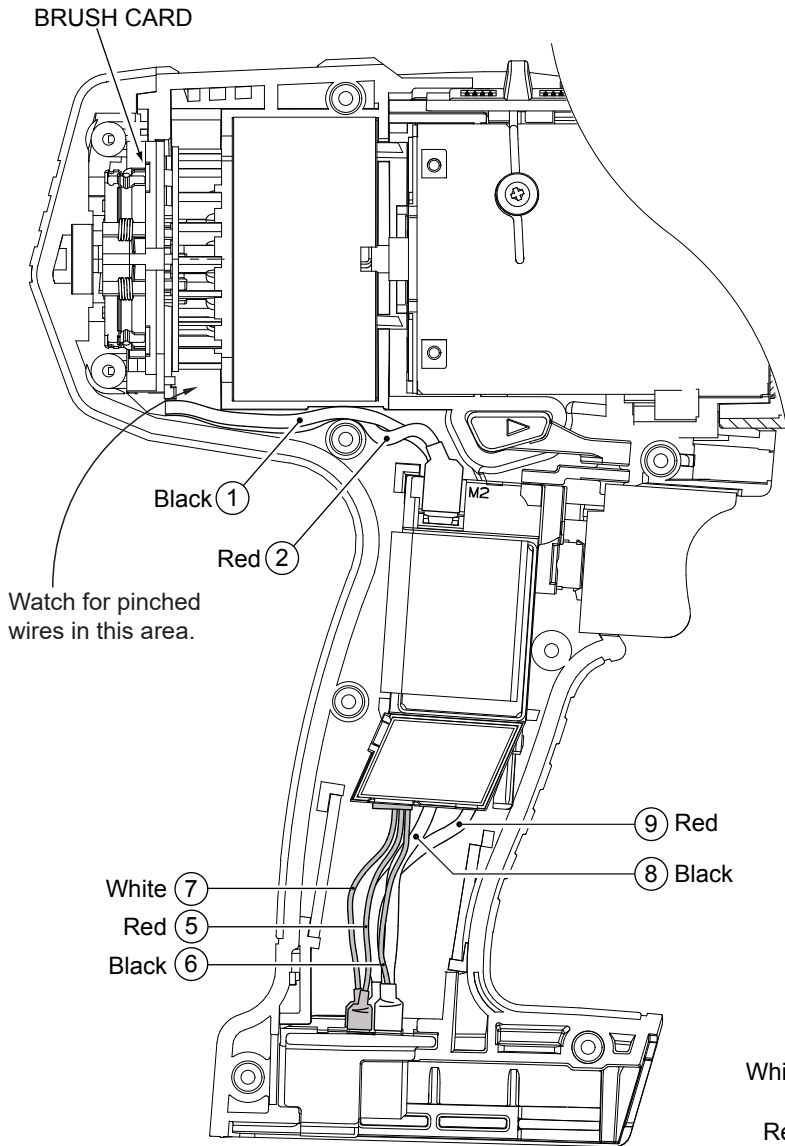 BRUSH CARD
Black 1
M2
Red 2
Watch for pinched
wires in this area.
9 Red
8 Black
White 7
Red 5
Black 6